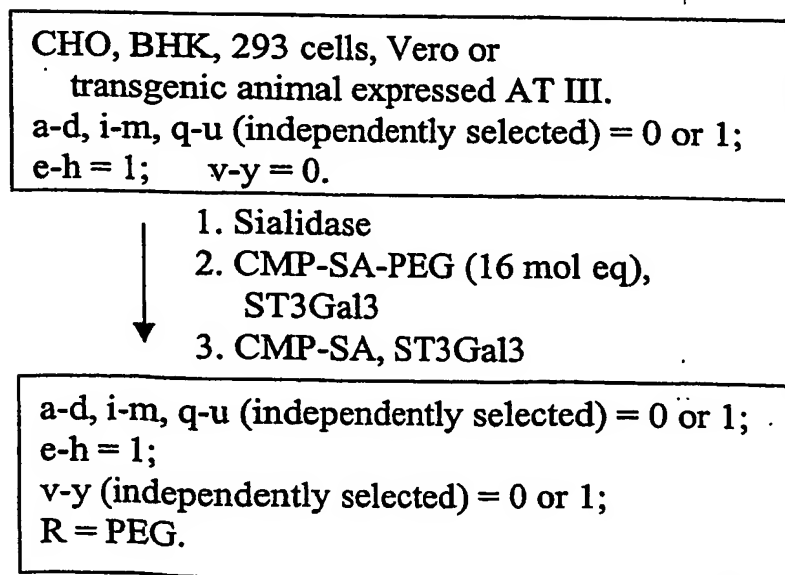 CHO, BHK, 293 cells, Vero or
transgenic animal expressed AT III.
a-d, i-m, q-u (independently selected) = 0 or 1;
e-h = 1; v-y = 0.
1. Sialidase
2. CMP-SA-PEG (16 mol eq),
ST3Gal3
3. CMP-SA, ST3Gal3
a-d, i-m, q-u (independently selected) = 0 or 1;
e-h = 1;
v-y (independently selected) = 0 or 1;
R = PEG.